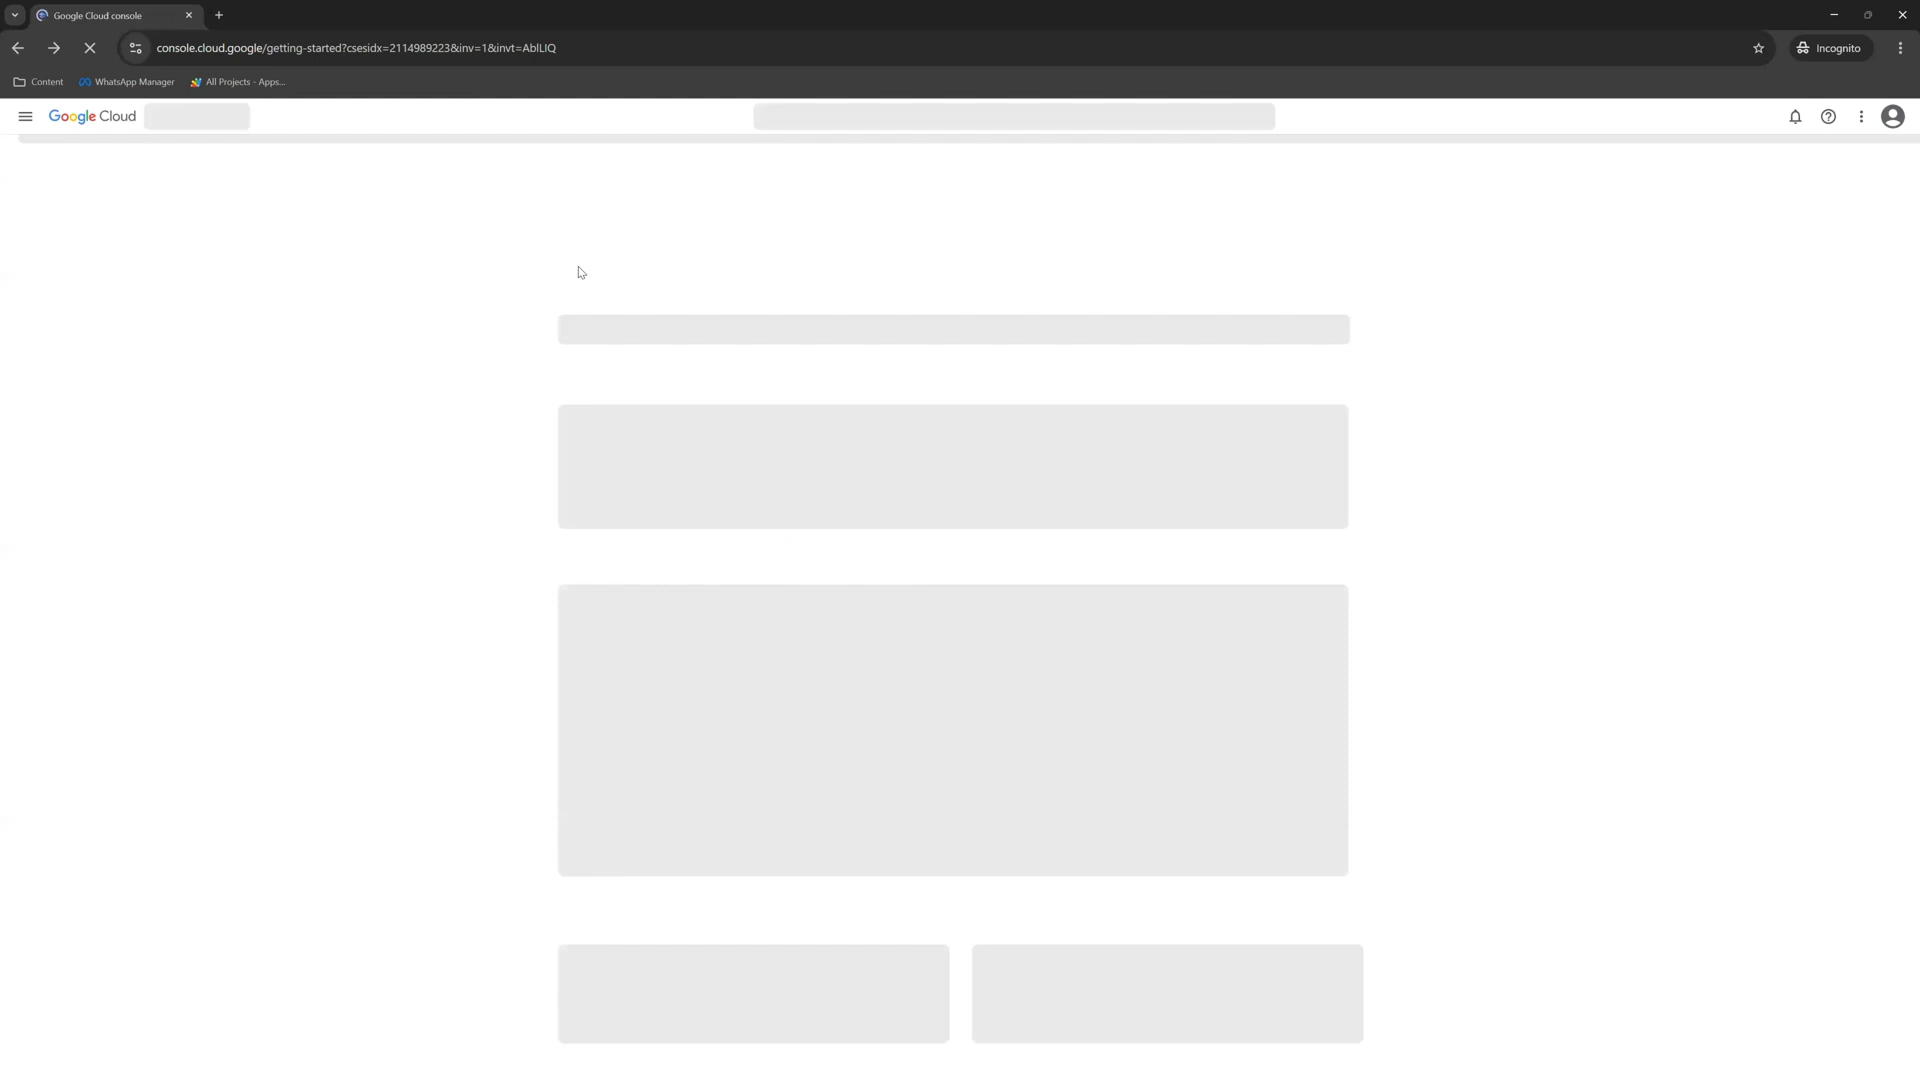 Google Cloud console
console.cloud.google/getting-started?csesidx=2114989223&inv=1&invt=AblLIQ
Incognito
Content
WhatsApp Manager
All Projects - Apps...
Google Cloud